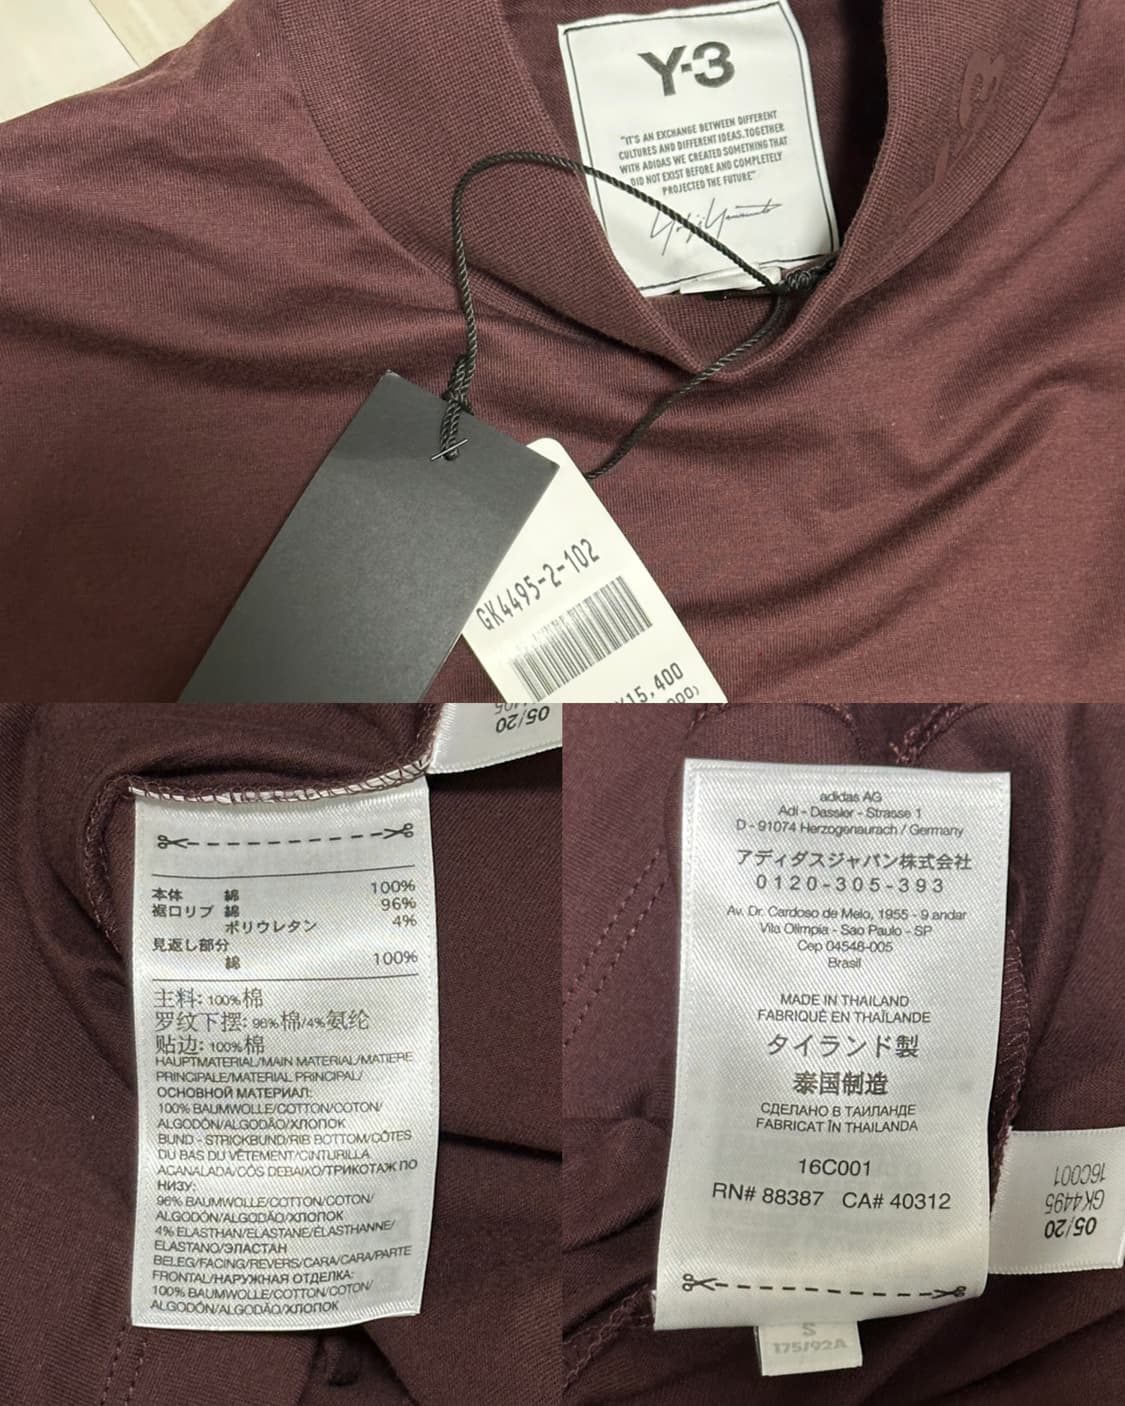 Y-3
"IT'S AN EXCHANGE BETWEEN DIFFERENT
CULTURES AND DIFFERENT IDEAS. TOGETHER
WITH ADIDAS WE CREATED SOMETHING THAT
DID NOT EXIST BEFORE AND COMPLETELY
PROJECTED THE FUTURE"
Yohji Yamamoto
GK4495-2-102
¥15,400
05/20
本体 綿 100%
裾口リブ 綿 96%
ポリウレタン 4%
見返し部分
綿 100%
主料: 100%棉
罗纹下摆: 96%棉/4%氨纶
贴边: 100%棉
HAUPTMATERIAL/MAIN MATERIAL/MATIERE
PRINCIPALE/MATERIAL PRINCIPAL/
ОСНОВНОЙ МАТЕРИАЛ:
100% BAUMWOLLE/COTTON/COTON/
ALGODÓN/ALGODÃO/ХЛОПОК
BUND - STRICKBUND/RIB BOTTOM/CÔTES
DU BAS DU VÊTEMENT/CINTURILLA
ACANALADA/CÓS DEBAIXO/ТРИКОТАЖ ПО
НИЗУ:
96% BAUMWOLLE/COTTON/COTON/
ALGODÓN/ALGODÃO/ХЛОПОК
4% ELASTHAN/ELASTANE/ÉLASTHANNE/
ELASTANO/ЭЛАСТАН
BELEG/FACING/REVERS/CARA/CARA/PARTE
FRONTAL/НАРУЖНАЯ ОТДЕЛКА:
100% BAUMWOLLE/COTTON/COTON/
ALGODÓN/ALGODÃO/ХЛОПОК
adidas AG
Adi - Dassler - Strasse 1
D - 91074 Herzogenaurach / Germany
アディダスジャパン株式会社
0120-305-393
Av. Dr. Cardoso de Melo, 1955 - 9 andar
Vila Olímpia - Sao Paulo - SP
Cep 04548-005
Brasil
MADE IN THAILAND
FABRIQUÉ EN THAÏLANDE
タイランド製
泰国制造
СДЕЛАНО В ТАИЛАНДЕ
FABRICAT ÎN THAILANDA
16C001
RN# 88387 CA# 40312
05/20
GK4495
16C001
S
175/92A